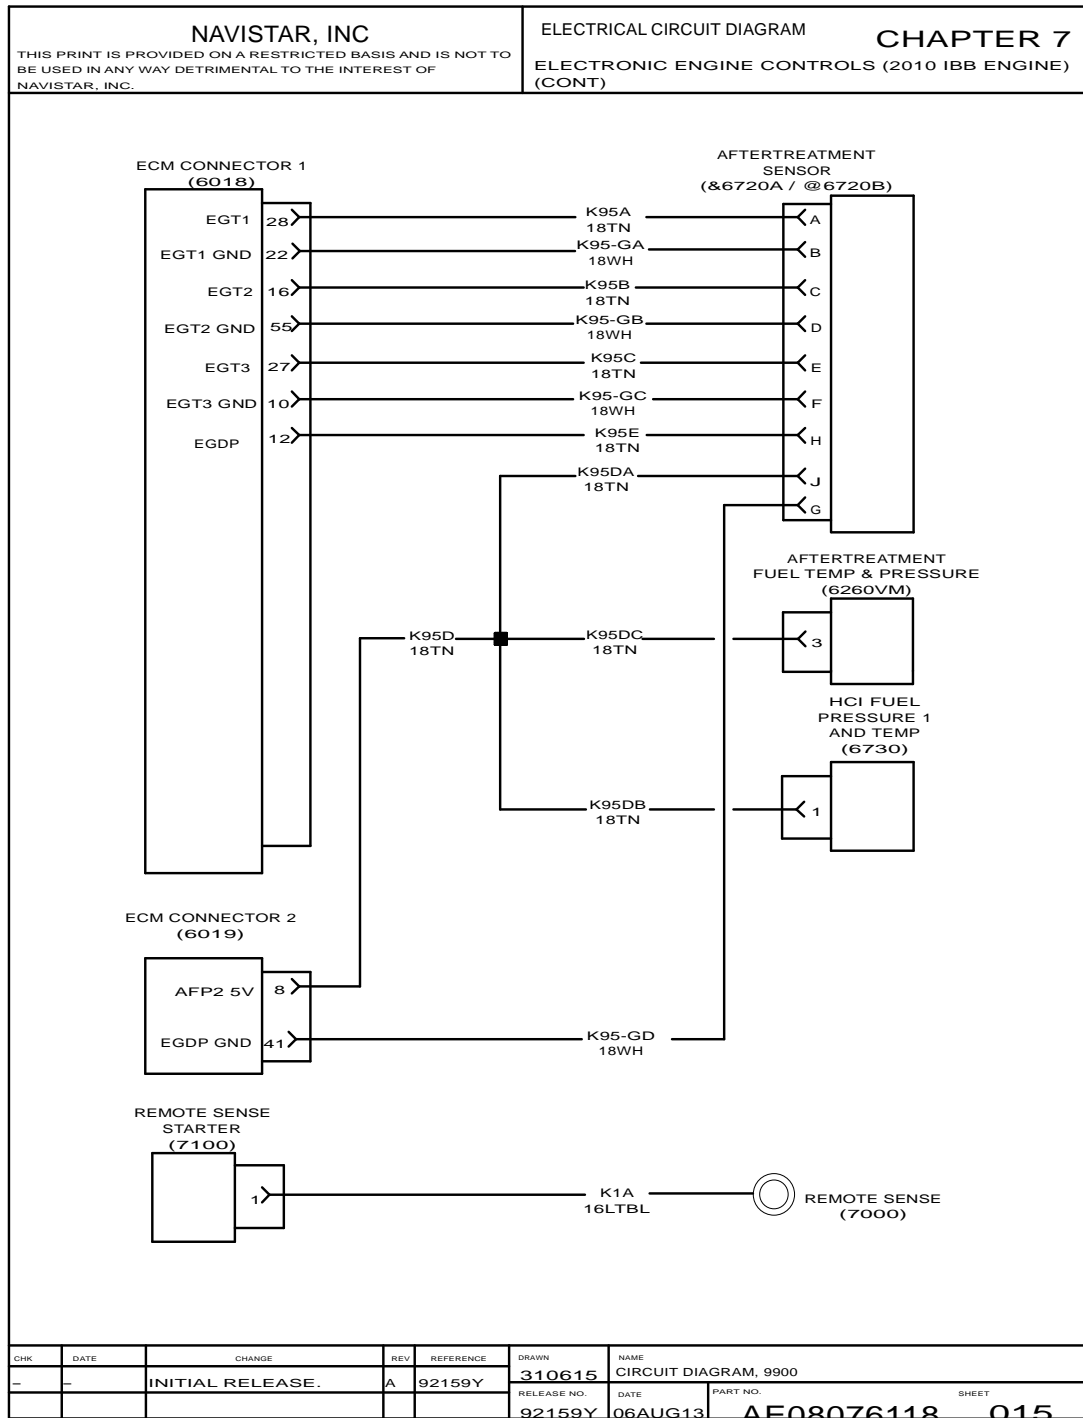 NAVISTAR, INC
THIS PRINT IS PROVIDED ON A RESTRICTED BASIS AND IS NOT TO
BE USED IN ANY WAY DETRIMENTAL TO THE INTEREST OF
NAVISTAR, INC.
ELECTRICAL CIRCUIT DIAGRAM
CHAPTER 7
ELECTRONIC ENGINE CONTROLS (2010 IBB ENGINE)
(CONT)
ECM CONNECTOR 1
(6018)
AFTERTREATMENT
SENSOR
(&6720A / @6720B)
EGT1 28 K95A A
18TN
EGT1 GND 22 K95-GA B
18WH
EGT2 16 K95B C
18TN
EGT2 GND 55 K95-GB D
18WH
EGT3 27 K95C E
18TN
EGT3 GND 10 K95-GC F
18WH
EGDP 12 K95E H
18TN
K95DA J
18TN
G
AFTERTREATMENT
FUEL TEMP & PRESSURE
(6260VM)
K95D K95DC 3
18TN 18TN
HCI FUEL
PRESSURE 1
AND TEMP
(6730)
K95DB 1
18TN
ECM CONNECTOR 2
(6019)
AFP2 5V 8
EGDP GND 41 K95-GD
18WH
REMOTE SENSE
STARTER
(7100)
1 K1A
16LTBL
REMOTE SENSE
(7000)
CHK DATE CHANGE REV REFERENCE DRAWN NAME
– – INITIAL RELEASE. A 92159Y 310615 CIRCUIT DIAGRAM, 9900
RELEASE NO. DATE PART NO. SHEET
92159Y 06AUG13 AE08076118 015